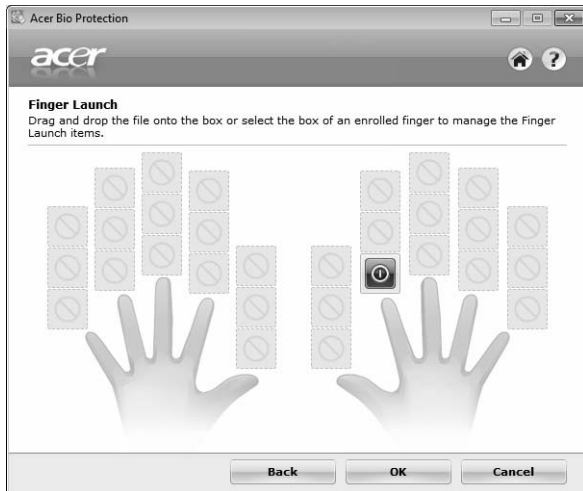 Acer Bio Protection
acer
Finger Launch
Drag and drop the file onto the box or select the box of an enrolled finger to manage the Finger
Launch items.
Back
OK
Cancel